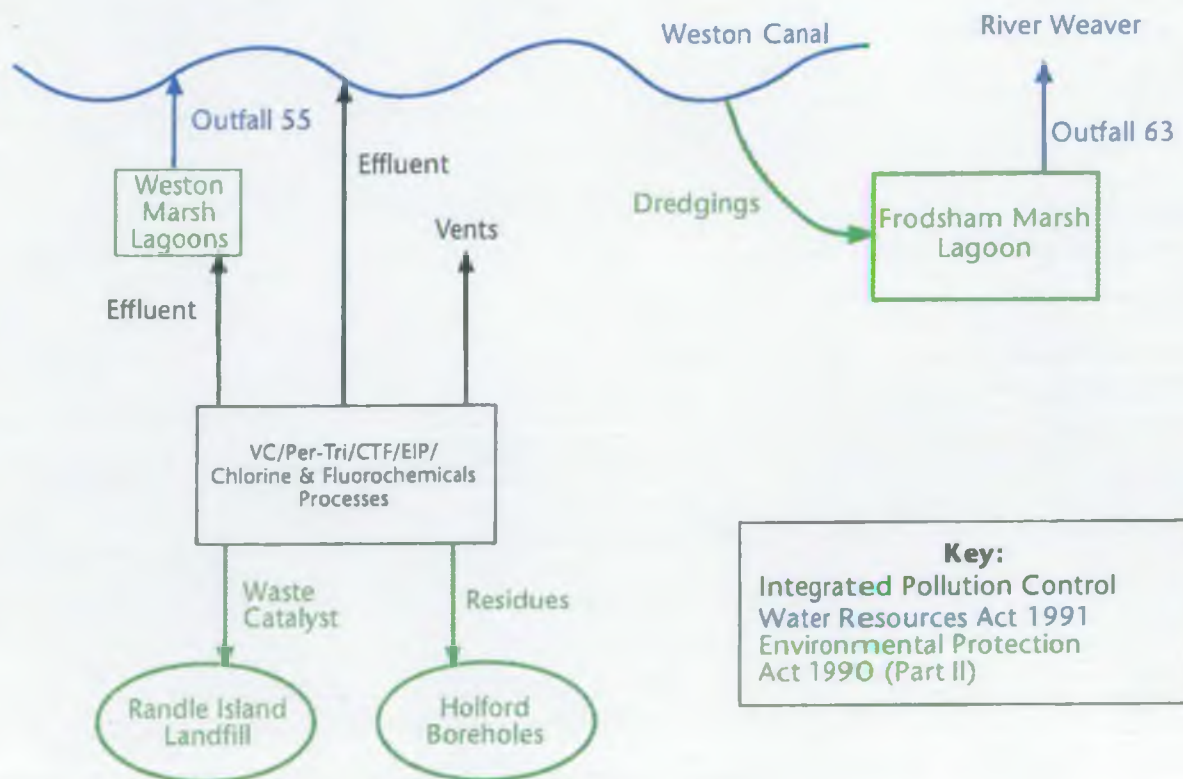 Weston Canal
River Weaver
Outfall 55
Outfall 63
Effluent
Weston
Marsh
Lagoons
Dredgings
Frodsham Marsh
Lagoon
Vents
Effluent
VC/Per-Tri/CTF/EIP/
Chlorine & Fluorochemicals
Processes
Waste
Catalyst
Residues
Randle Island
Landfill
Holford
Boreholes
Key:
Integrated Pollution Control
Water Resources Act 1991
Environmental Protection
Act 1990 (Part II)